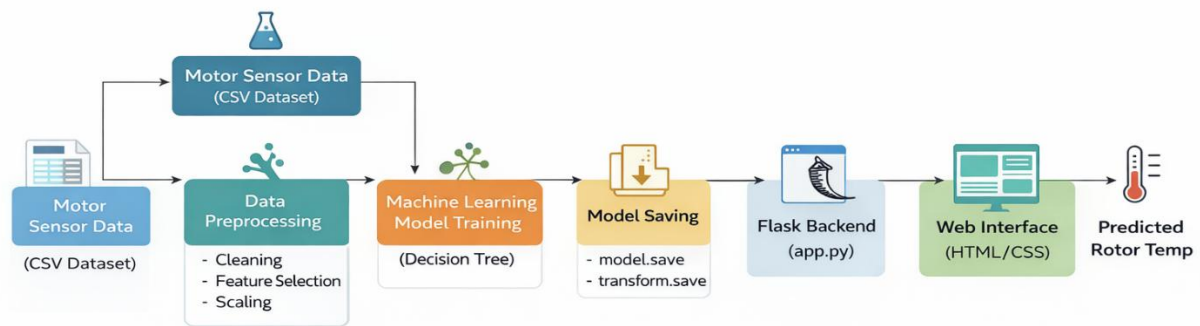 Motor Sensor Data
(CSV Dataset)
Motor
Sensor Data
(CSV Dataset)
Data
Preprocessing
- Cleaning
- Feature Selection
- Scaling
Machine Learning
Model Training
(Decision Tree)
Model Saving
- model.save
- transform.save
Flask Backend
(app.py)
Web Interface
(HTML/CSS)
Predicted
Rotor Temp